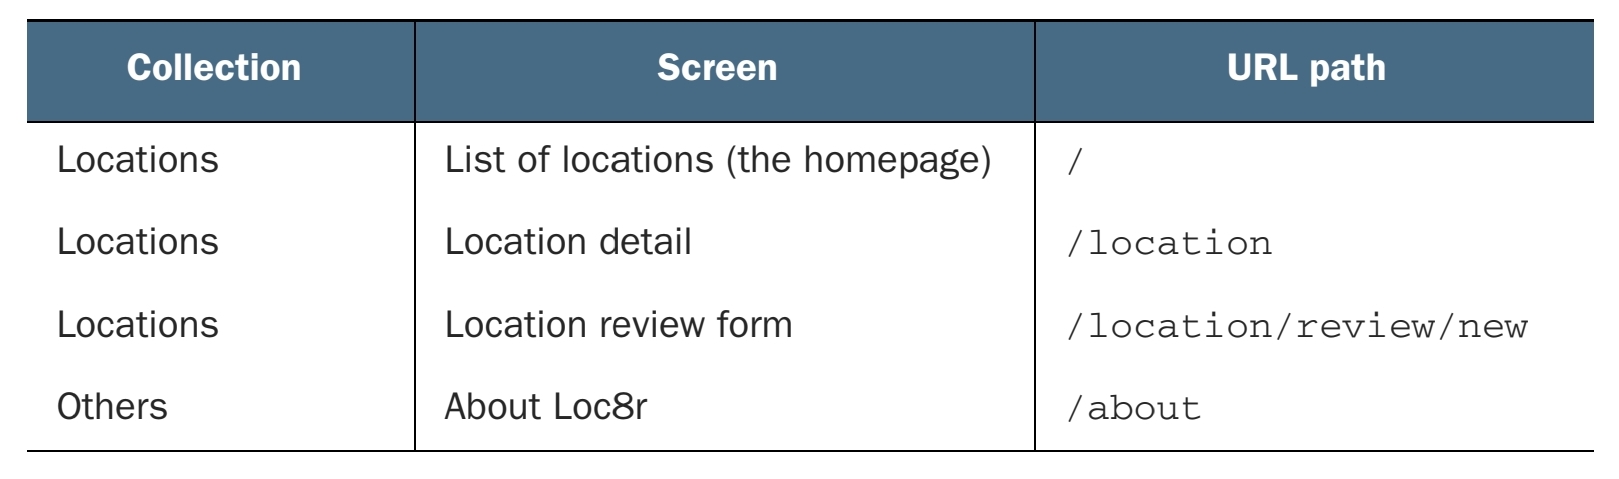 Collection Screen URL path
Locations List of locations (the homepage) /
Locations Location detail /location
Locations Location review form /location/review/new
Others About Loc8r /about